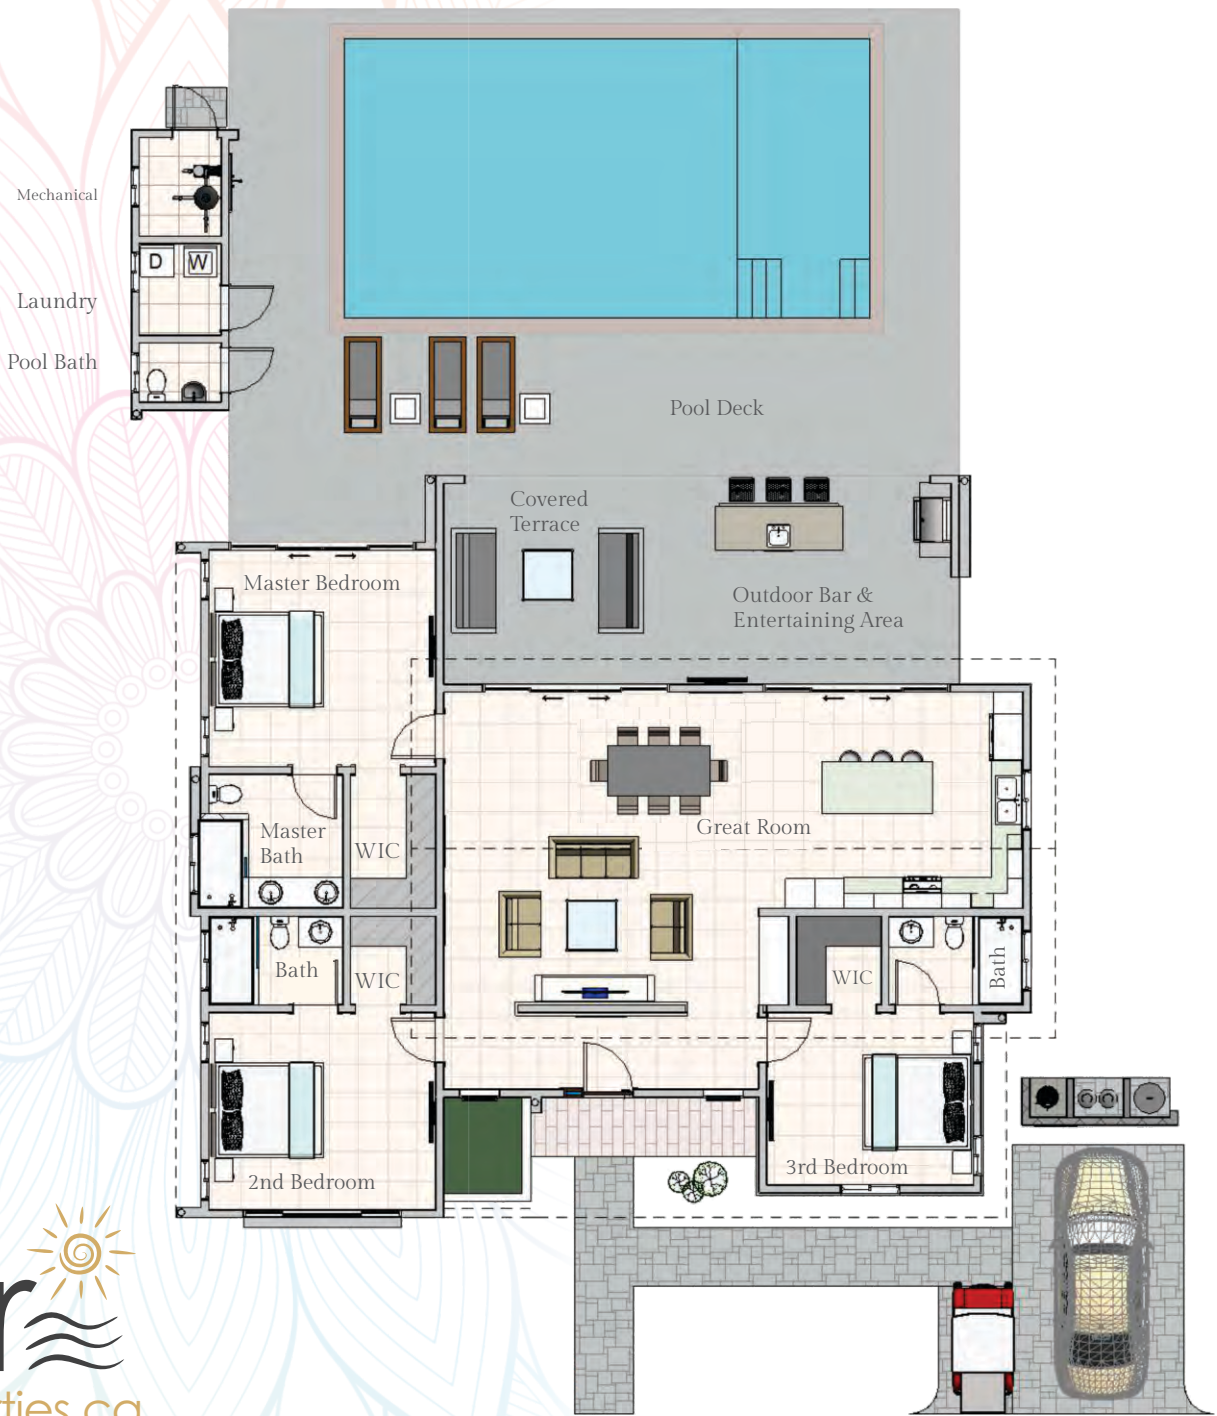 Mechanical
D W
Laundry
Pool Bath
Pool Deck
Covered
Terrace
Outdoor Bar &
Entertaining Area
Master Bedroom
Great Room
Master
Bath
WIC
Bath
WIC
WIC
Bath
2nd Bedroom
3rd Bedroom